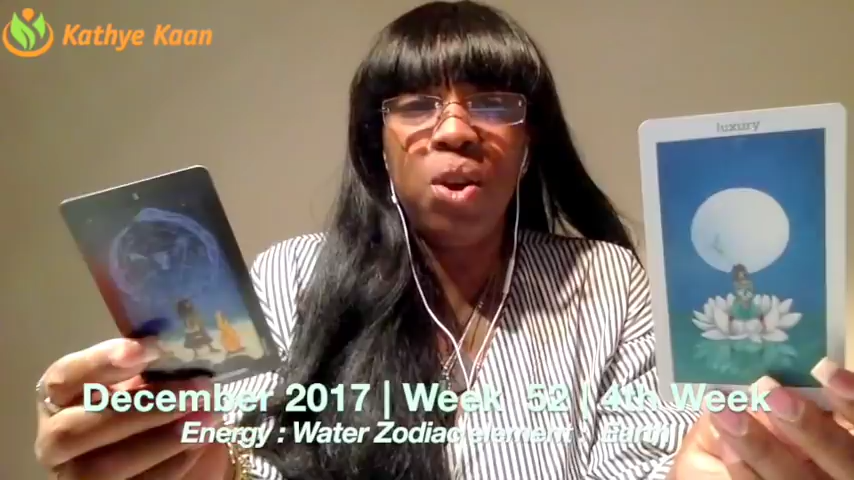 Kathye Kaan
luxury
December 2017 | Week 52 | 4th Week
Energy : Water Zodiac element : Earth